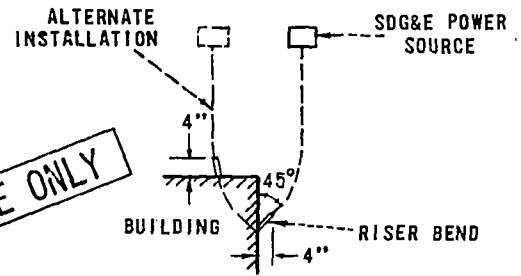 ALTERNATE
INSTALLATION
SDG&E POWER
SOURCE
4"
E ONLY
45°
BUILDING
RISER BEND
4"